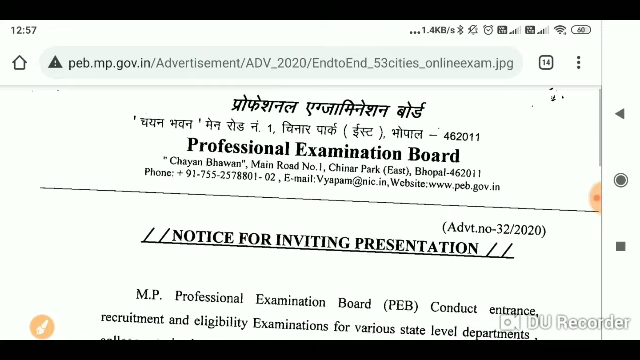 12:57
...1.4KB/s 60
peb.mp.gov.in/Advertisement/ADV_2020/EndtoEnd_53cities_onlineexam.jpg 14
प्रोफेशनल एग्जामिनेशन बोर्ड
' चयन भवन ' मेन रोड नं. 1, चिनार पार्क ( ईस्ट ), भोपाल – 462011
Professional Examination Board
" Chayan Bhawan", Main Road No.1, Chinar Park (East), Bhopal-462011
Phone: + 91-755-2578801- 02 , E-mail:Vyapam@nic.in,Website:www.peb.gov.in
(Advt.no-32/2020)
//NOTICE FOR INVITING PRESENTATION //
M.P. Professional Examination Board (PEB) Conduct entrance,
recruitment and eligibility Examinations for various state level departments ,
DU Recorder